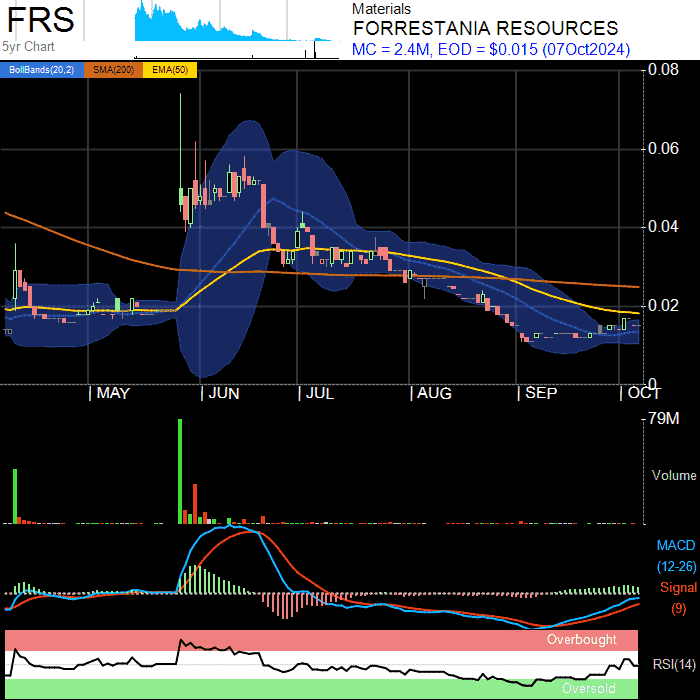 FRS
5yr Chart
Materials
FORRESTANIA RESOURCES
MC = 2.4M, EOD = $0.015 (07Oct2024)
BollBands(20,2) SMA(200) EMA(50)
0.08
0.06
0.04
0.02
0
MAY JUN JUL AUG SEP OCT
79M
Volume
MACD
(12-26)
Signal
(9)
Overbought
RSI(14)
Oversold